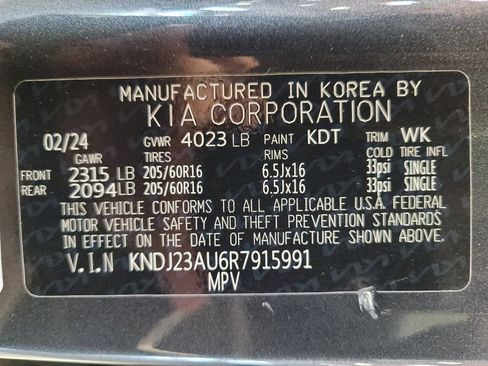 MANUFACTURED IN KOREA BY
KIA CORPORATION
02/24 GVWR 4023 LB PAINT KDT TRIM WK
GAWR TIRES RIMS COLD TIRE INFL
FRONT 2315 LB 205/60R16 6.5Jx16 33psi SINGLE
REAR 2094 LB 205/60R16 6.5Jx16 33psi SINGLE
THIS VEHICLE CONFORMS TO ALL APPLICABLE U.S.A. FEDERAL
MOTOR VEHICLE SAFETY AND THEFT PREVENTION STANDARDS
IN EFFECT ON THE DATE OF MANUFACTURE SHOWN ABOVE.
V.I.N KNDJ23AU6R7915991
MPV